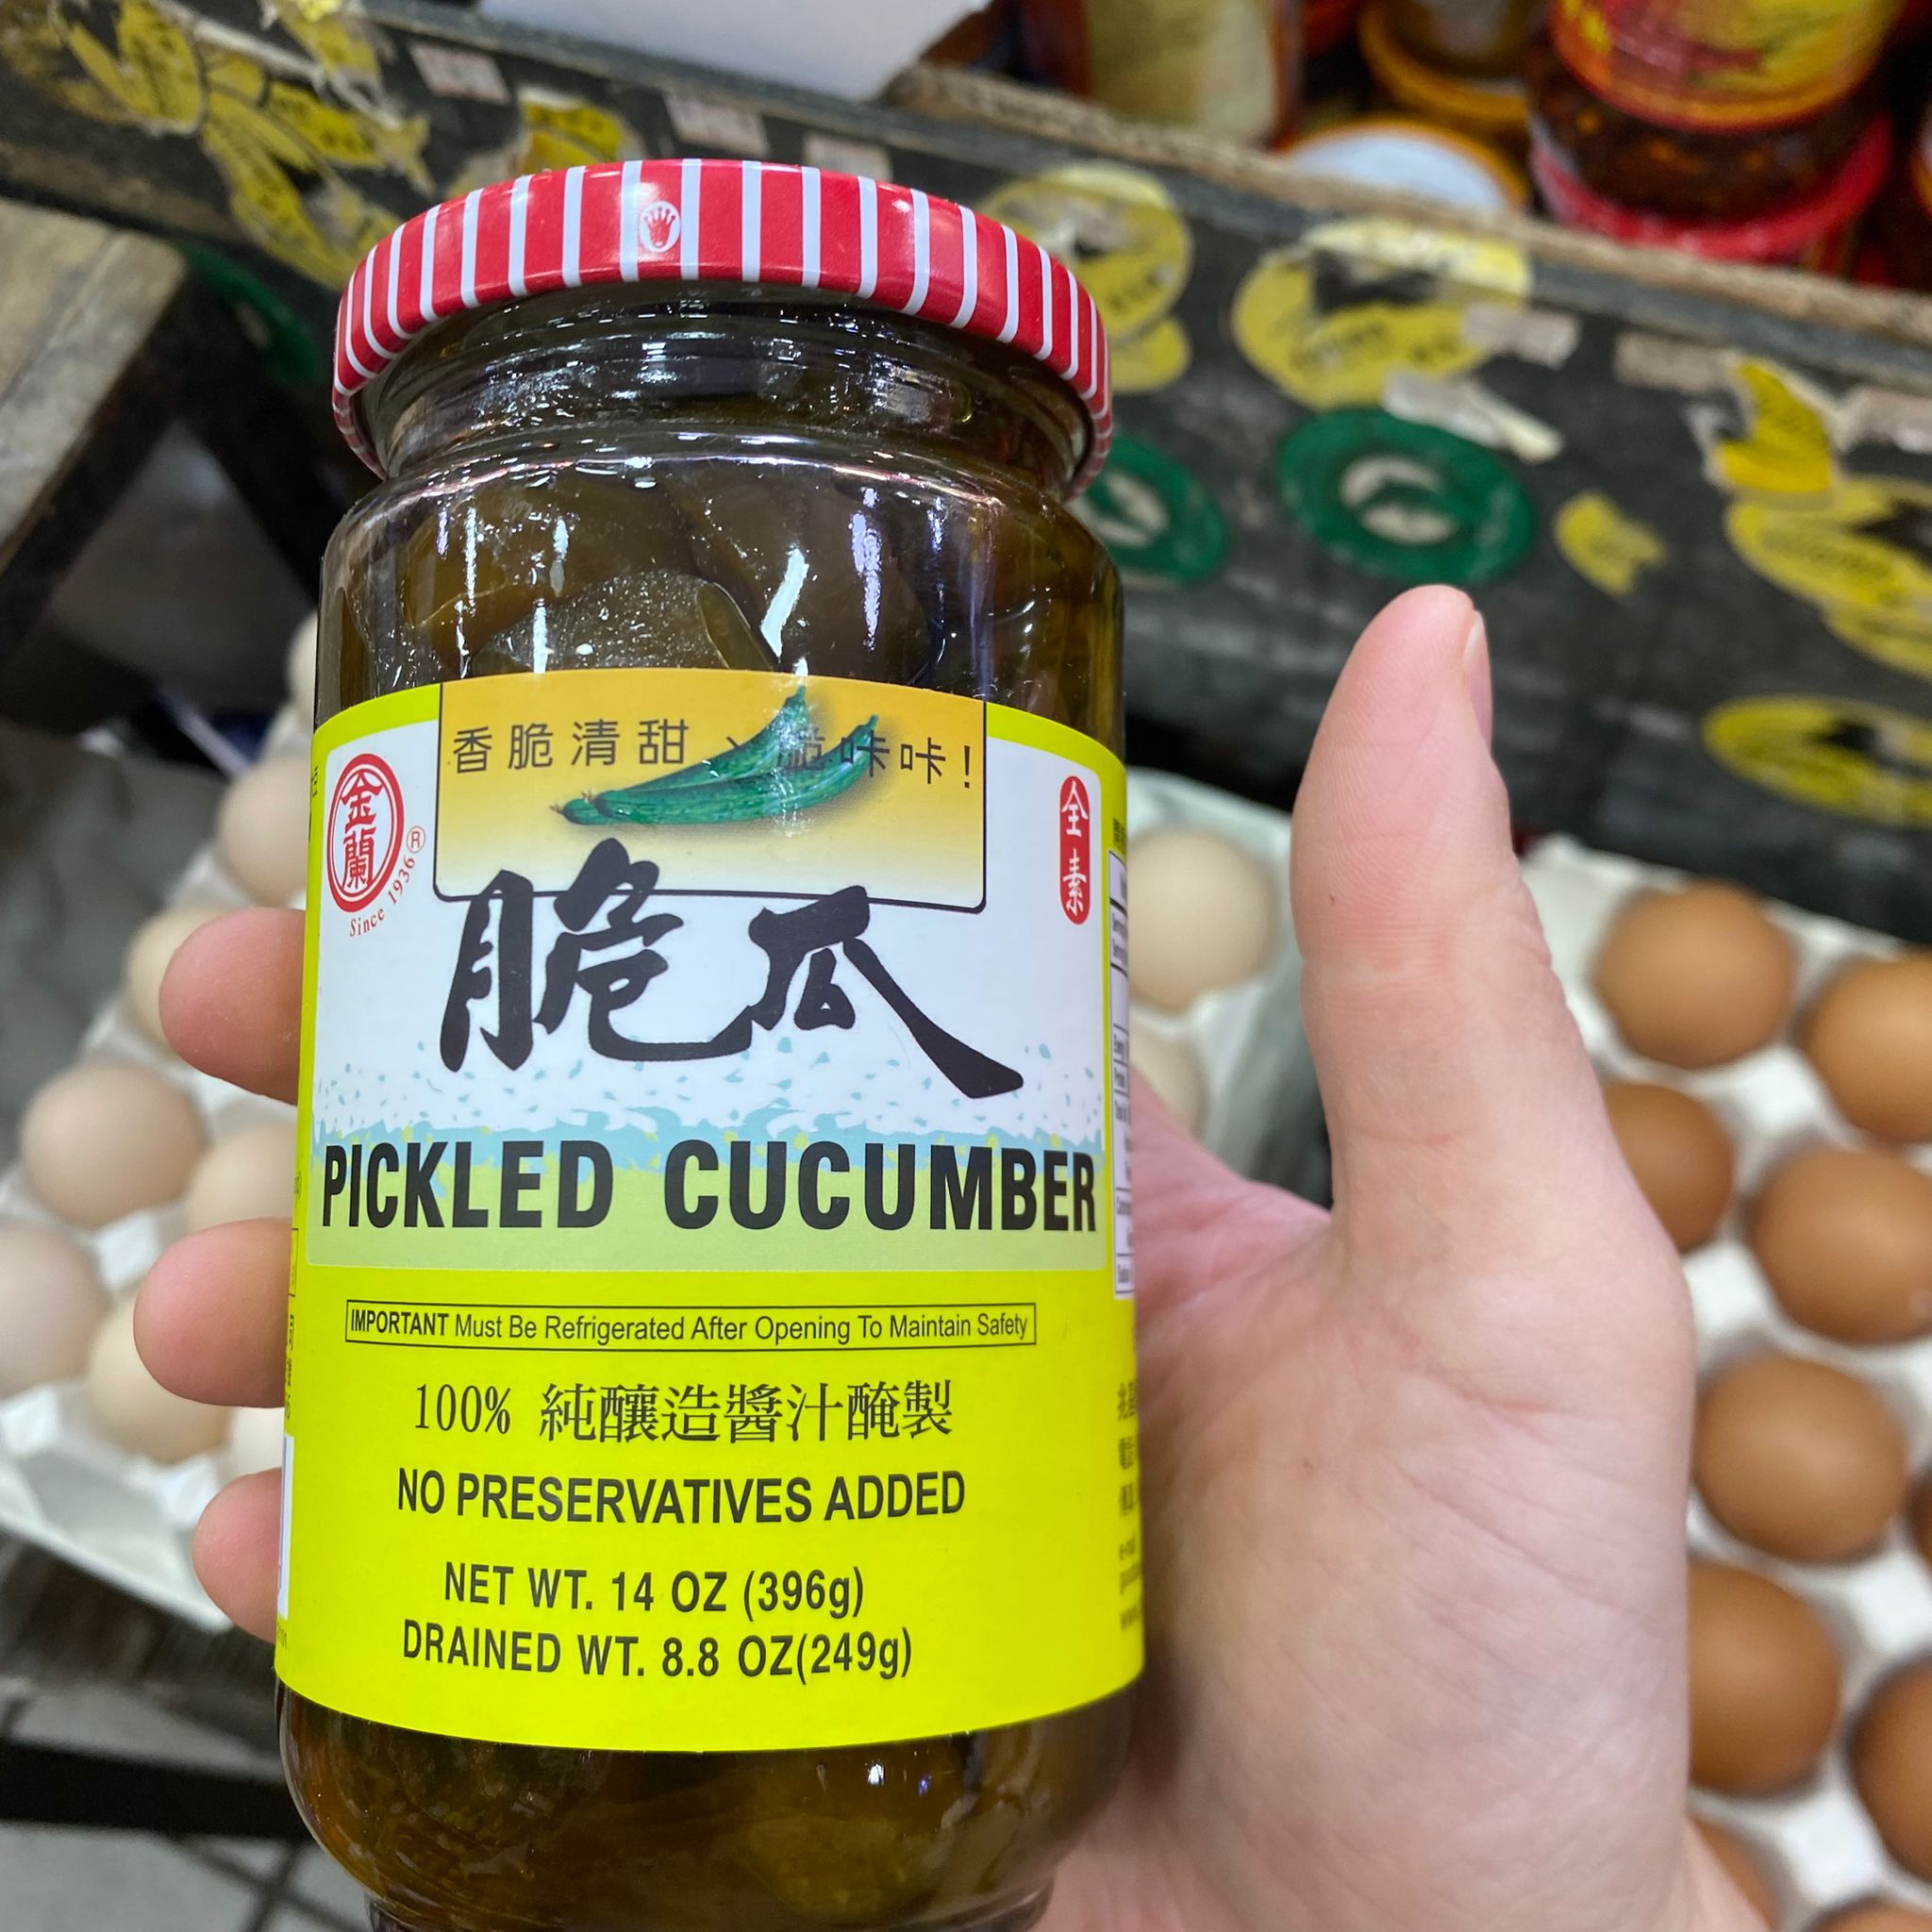 香脆清甜、脆咔咔!
金蘭
®
Since 1936
全素
脆瓜
PICKLED CUCUMBER
IMPORTANT Must Be Refrigerated After Opening To Maintain Safety
100% 純釀造醬汁醃製
NO PRESERVATIVES ADDED
NET WT. 14 OZ (396g)
DRAINED WT. 8.8 OZ(249g)